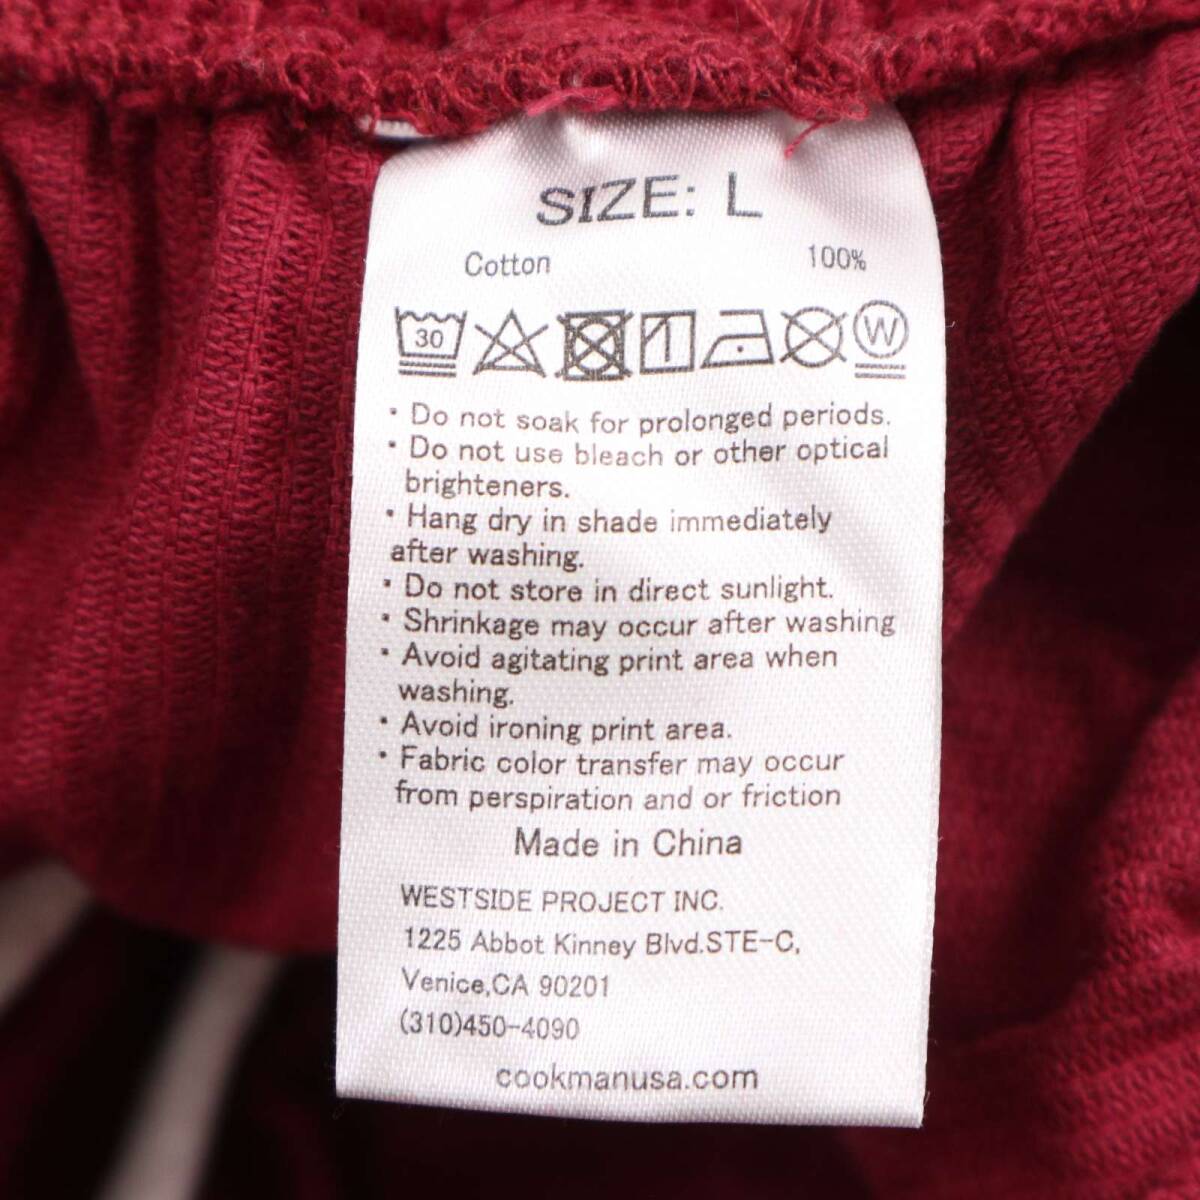 SIZE: L
Cotton 100%
30 W
・Do not soak for prolonged periods.
・Do not use bleach or other optical
brighteners.
・Hang dry in shade immediately
after washing.
・Do not store in direct sunlight.
・Shrinkage may occur after washing
・Avoid agitating print area when
washing.
・Avoid ironing print area.
・Fabric color transfer may occur
from perspiration and or friction
Made in China
WESTSIDE PROJECT INC.
1225 Abbot Kinney Blvd.STE-C,
Venice,CA 90201
(310)450-4090
cookmanusa.com